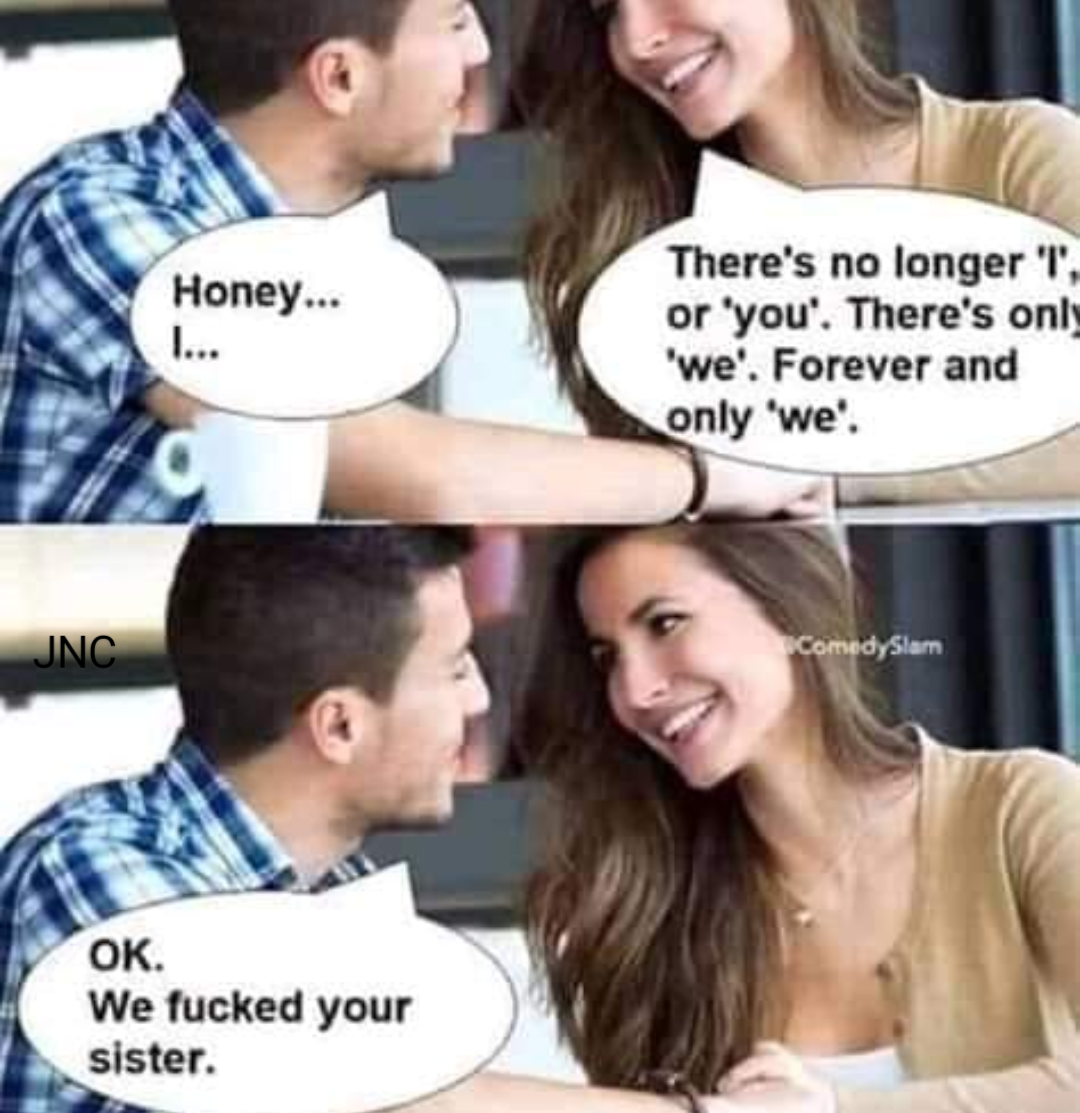 Honey...
I...
There's no longer 'I',
or 'you'. There's only
'we'. Forever and
only 'we'.
JNC
@ComedySlam
OK.
We fucked your
sister.